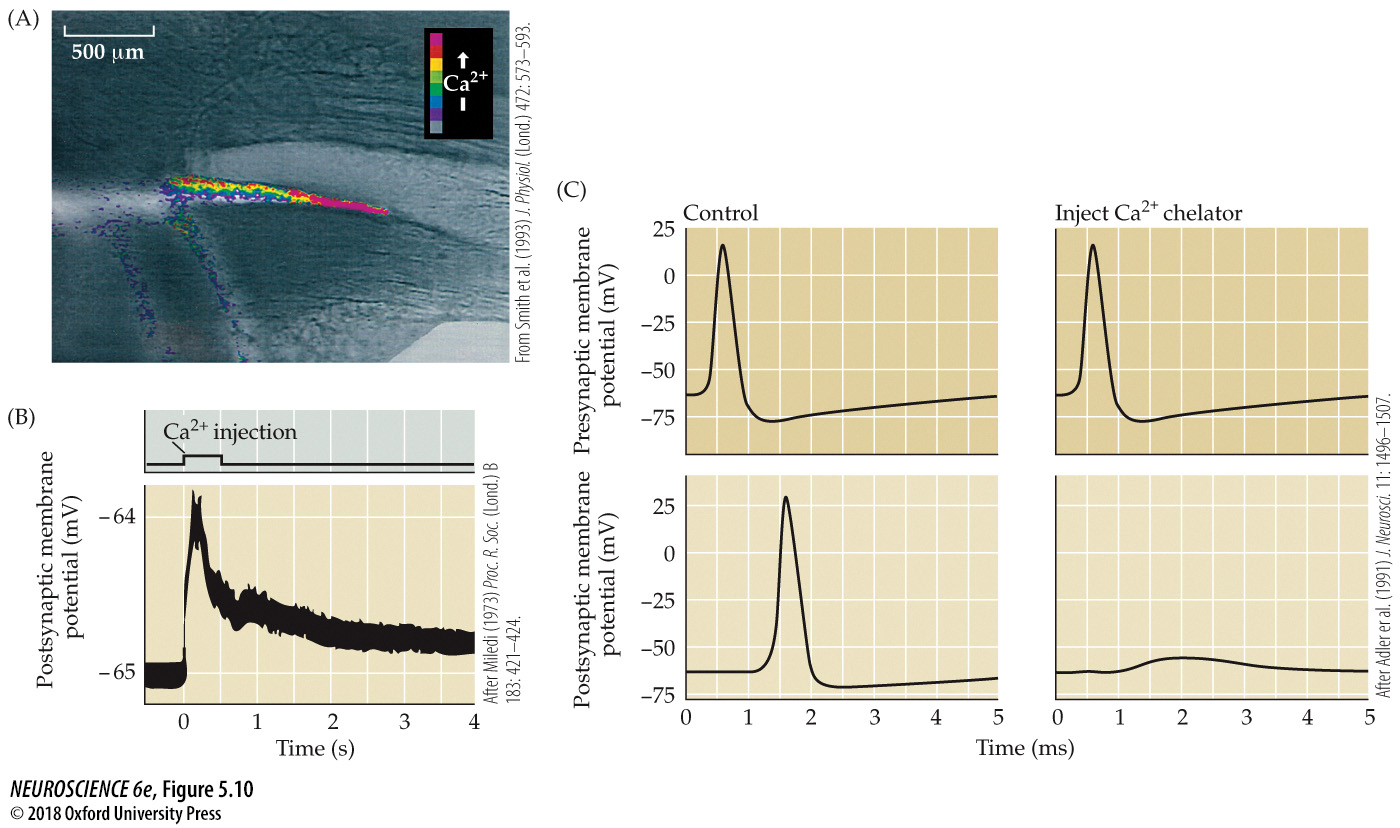 (A)
500 µm
Ca2+
From Smith et al. (1993) J. Physiol. (Lond.) 472: 573–593.
(B)
Ca2+ injection
Postsynaptic membrane
potential (mV)
–64
–65
0 1 2 3 4
Time (s)
After Miledi (1973) Proc. R. Soc. (Lond.) B
183: 421–424.
(C)
Control
Presynaptic membrane
potential (mV)
25
0
–25
–50
–75
Inject Ca2+ chelator
Postsynaptic membrane
potential (mV)
25
0
–25
–50
–75
0 1 2 3 4 5
0 1 2 3 4 5
Time (ms)
After Adler et al. (1991) J. Neurosci. 11: 1496–1507.
NEUROSCIENCE 6e, Figure 5.10
© 2018 Oxford University Press